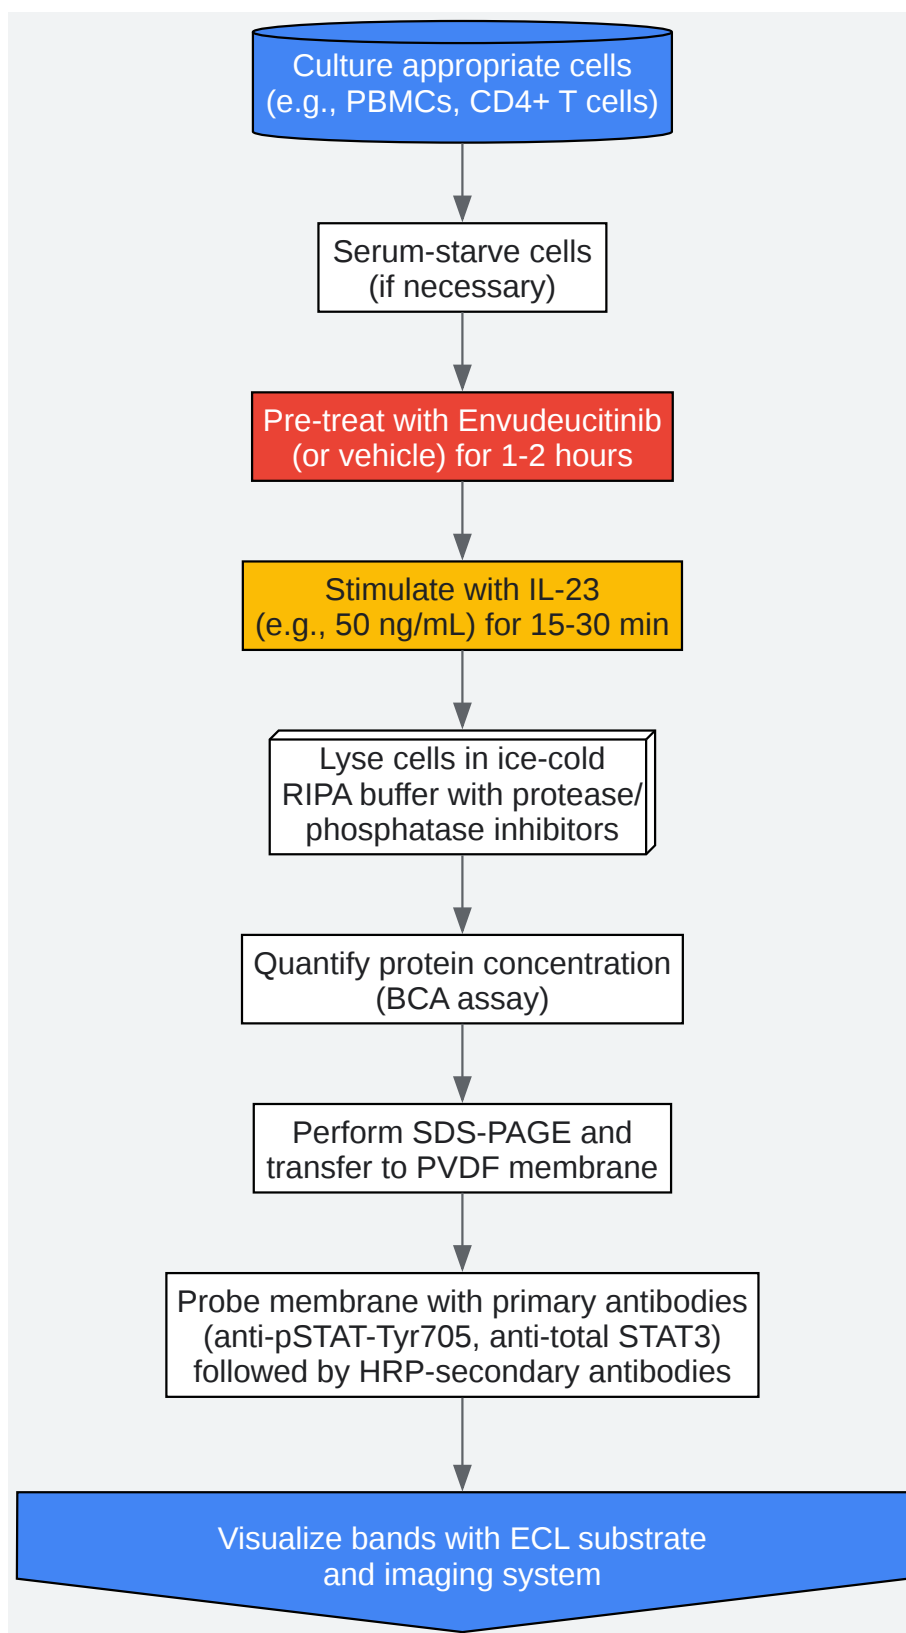 Culture appropriate cells
(e.g., PBMCs, CD4+ T cells)
Serum-starve cells
(if necessary)
Pre-treat with Envudeucitinib
(or vehicle) for 1-2 hours
Stimulate with IL-23
(e.g., 50 ng/mL) for 15-30 min
Lyse cells in ice-cold
RIPA buffer with protease/
phosphatase inhibitors
Quantify protein concentration
(BCA assay)
Perform SDS-PAGE and
transfer to PVDF membrane
Probe membrane with primary antibodies
(anti-pSTAT-Tyr705, anti-total STAT3)
followed by HRP-secondary antibodies
Visualize bands with ECL substrate
and imaging system